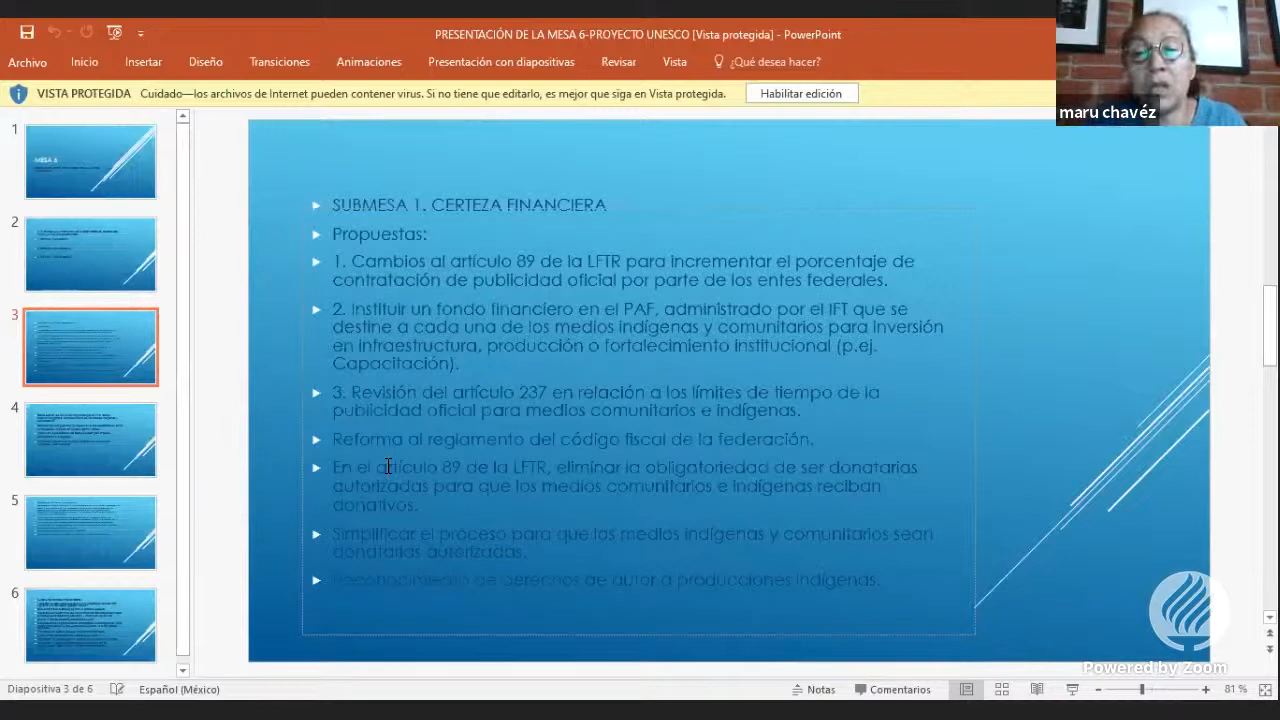 PRESENTACIÓN DE LA MESA 6-PROYECTO UNESCO [Vista protegida] - PowerPoint
Archivo Inicio Insertar Diseño Transiciones Animaciones Presentación con diapositivas Revisar Vista ¿Qué desea hacer?
VISTA PROTEGIDA Cuidado—los archivos de Internet pueden contener virus. Si no tiene que editarlo, es mejor que siga en Vista protegida. Habilitar edición
maru chavéz
1
MESA 6
2
3
4
5
6
SUBMESA 1. CERTEZA FINANCIERA
Propuestas:
1. Cambios al artículo 89 de la LFTR para incrementar el porcentaje de
contratación de publicidad oficial por parte de los entes federales.
2. Instituir un fondo financiero en el PAF, administrado por el IFT que se
destine a cada una de los medios indígenas y comunitarios para inversión
en infraestructura, producción o fortalecimiento institucional (p.ej.
Capacitación).
3. Revisión del artículo 237 en relación a los límites de tiempo de la
publicidad oficial para medios comunitarios e indígenas.
Reforma al reglamento del código fiscal de la federación.
En el artículo 89 de la LFTR, eliminar la obligatoriedad de ser donatarias
autorizadas para que los medios comunitarios e indígenas reciban
donativos.
Simplificar el proceso para que los medios indígenas y comunitarios sean
donatarias autorizadas.
Reconocimiento de derechos de autor a producciones indígenas.
Powered by Zoom
Diapositiva 3 de 6 Español (México) Notas Comentarios 81 %